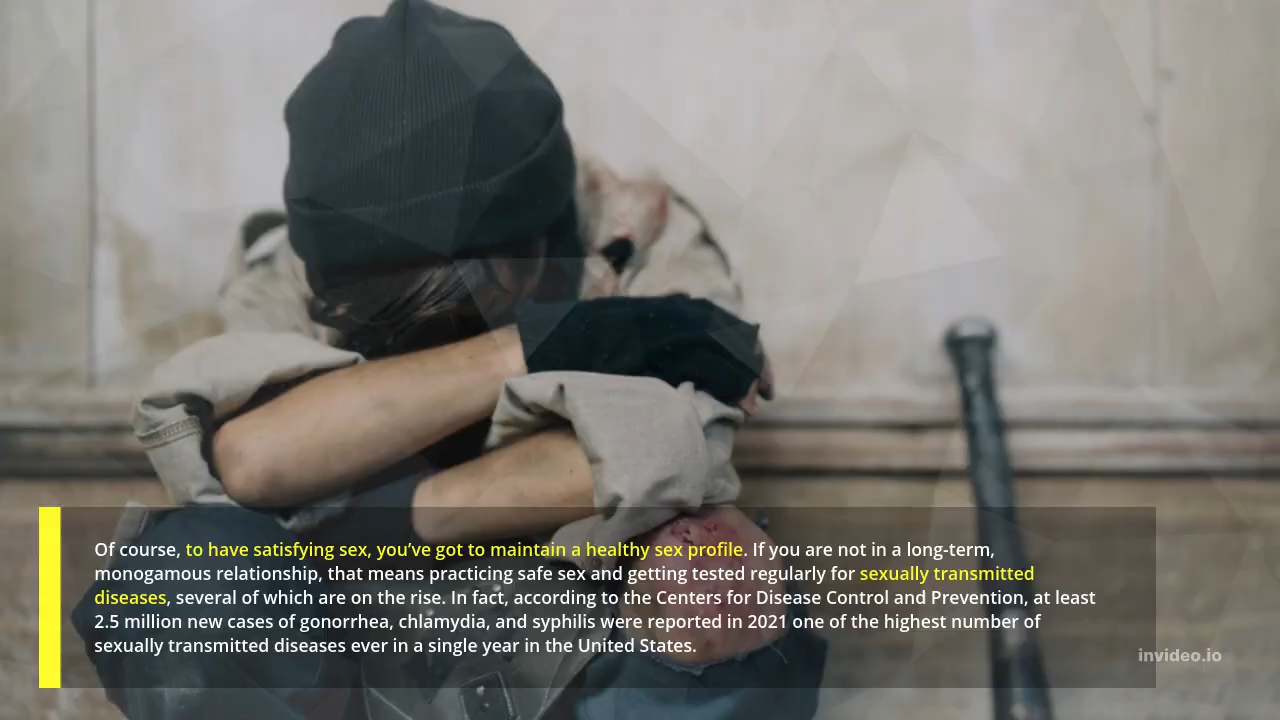 Of course, to have satisfying sex, you’ve got to maintain a healthy sex profile. If you are not in a long-term,
monogamous relationship, that means practicing safe sex and getting tested regularly for sexually transmitted
diseases, several of which are on the rise. In fact, according to the Centers for Disease Control and Prevention, at least
2.5 million new cases of gonorrhea, chlamydia, and syphilis were reported in 2021 one of the highest number of
sexually transmitted diseases ever in a single year in the United States.
invideo.io